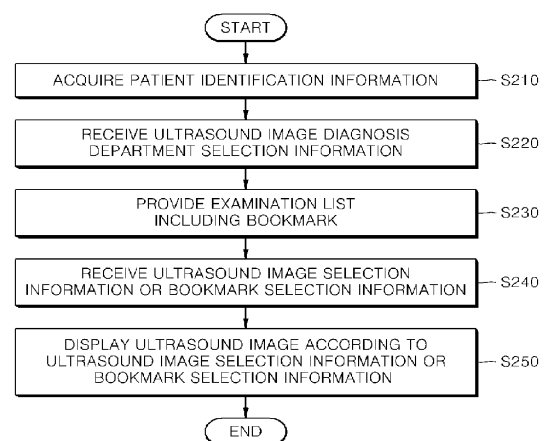 START
ACQUIRE PATIENT IDENTIFICATION INFORMATION
S210
RECEIVE ULTRASOUND IMAGE DIAGNOSIS
DEPARTMENT SELECTION INFORMATION
S220
PROVIDE EXAMINATION LIST
INCLUDING BOOKMARK
S230
RECEIVE ULTRASOUND IMAGE SELECTION
INFORMATION OR BOOKMARK SELECTION INFORMATION
S240
DISPLAY ULTRASOUND IMAGE ACCORDING TO
ULTRASOUND IMAGE SELECTION INFORMATION OR
BOOKMARK SELECTION INFORMATION
S250
END